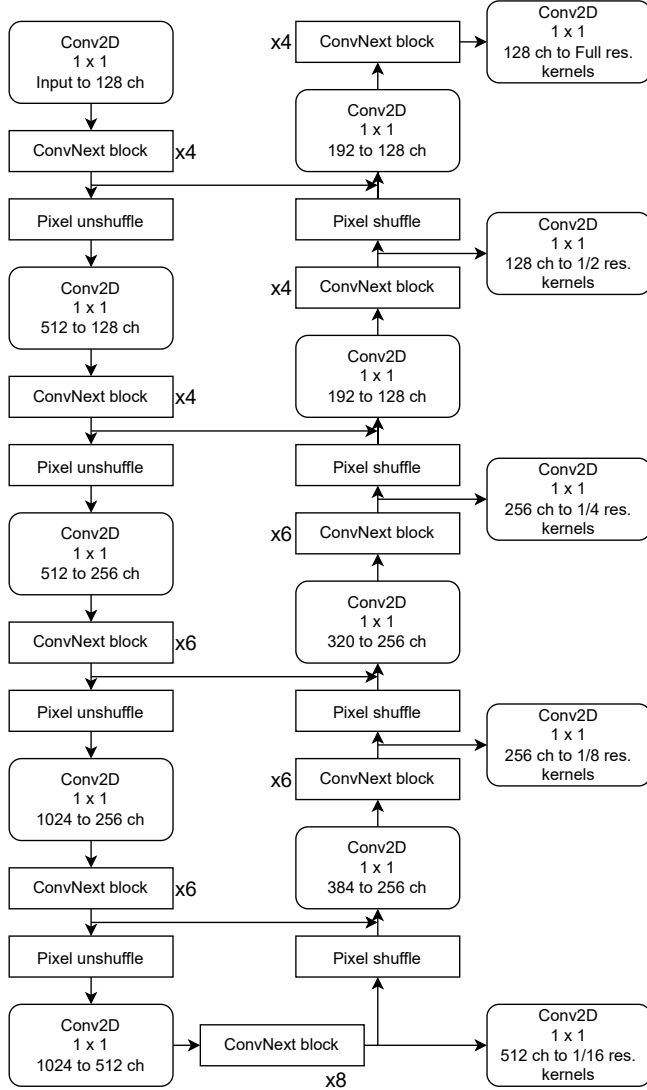 Conv2D
1 x 1
Input to 128 ch
ConvNext block
x4
Pixel unshuffle
Conv2D
1 x 1
512 to 128 ch
ConvNext block
x4
Pixel unshuffle
Conv2D
1 x 1
512 to 256 ch
ConvNext block
x6
Pixel unshuffle
Conv2D
1 x 1
1024 to 256 ch
ConvNext block
x6
Pixel unshuffle
Conv2D
1 x 1
1024 to 512 ch
ConvNext block
x8
x4
ConvNext block
Conv2D
1 x 1
192 to 128 ch
Pixel shuffle
x4
ConvNext block
Conv2D
1 x 1
192 to 128 ch
Pixel shuffle
x6
ConvNext block
Conv2D
1 x 1
320 to 256 ch
Pixel shuffle
x6
ConvNext block
Conv2D
1 x 1
384 to 256 ch
Pixel shuffle
Conv2D
1 x 1
128 ch to Full res.
kernels
Conv2D
1 x 1
128 ch to 1/2 res.
kernels
Conv2D
1 x 1
256 ch to 1/4 res.
kernels
Conv2D
1 x 1
256 ch to 1/8 res.
kernels
Conv2D
1 x 1
512 ch to 1/16 res.
kernels